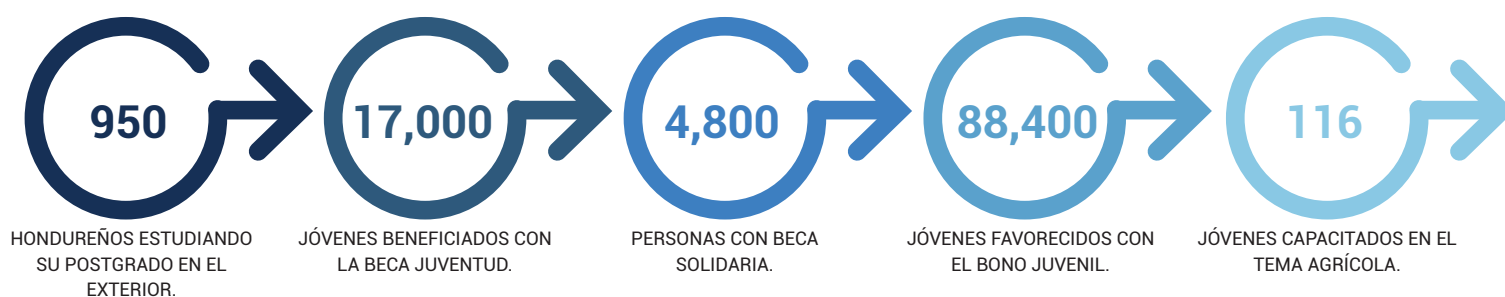 950
HONDUREÑOS ESTUDIANDO
SU POSTGRADO EN EL
EXTERIOR.
17,000
JÓVENES BENEFICIADOS CON
LA BECA JUVENTUD.
4,800
PERSONAS CON BECA
SOLIDARIA.
88,400
JÓVENES FAVORECIDOS CON
EL BONO JUVENIL.
116
JÓVENES CAPACITADOS EN EL
TEMA AGRÍCOLA.